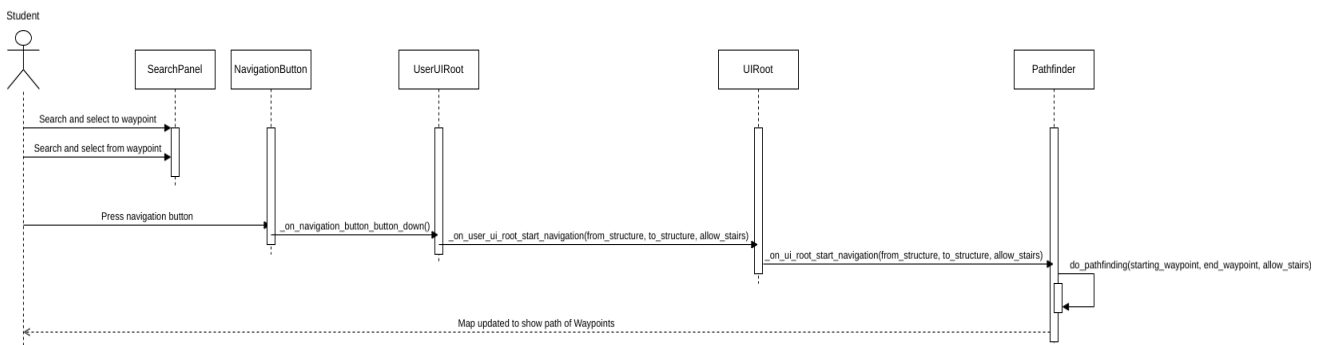 Student
SearchPanel
NavigationButton
UserUIRoot
UIRoot
Pathfinder
Search and select to waypoint
Search and select from waypoint
Press navigation button
_on_navigation_button_button_down()
_on_user_ui_root_start_navigation(from_structure, to_structure, allow_stairs)
_on_ui_root_start_navigation(from_structure, to_structure, allow_stairs)
do_pathfinding(starting_waypoint, end_waypoint, allow_stairs)
Map updated to show path of Waypoints